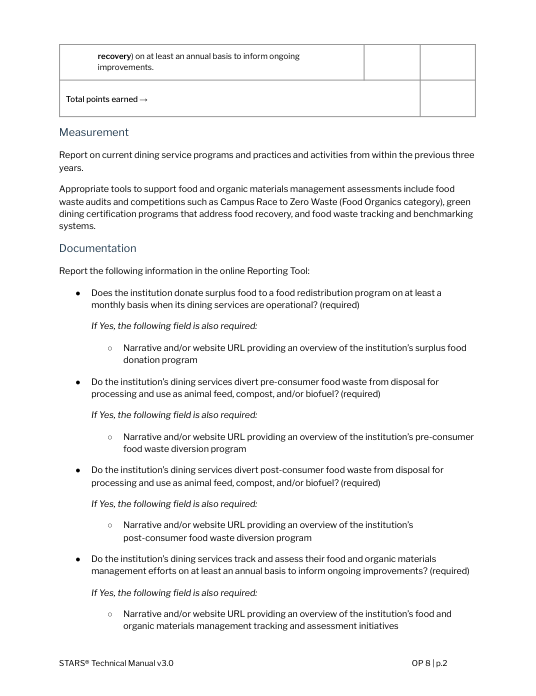 recovery) on at least an annual basis to inform ongoing
improvements.
Total points earned →
Measurement
Report on current dining service programs and practices and activities from within the previous three
years.
Appropriate tools to support food and organic materials management assessments include food
waste audits and competitions such as Campus Race to Zero Waste (Food Organics category), green
dining certification programs that address food recovery, and food waste tracking and benchmarking
systems.
Documentation
Report the following information in the online Reporting Tool:
● Does the institution donate surplus food to a food redistribution program on at least a
monthly basis when its dining services are operational? (required)
If Yes, the following field is also required:
○ Narrative and/or website URL providing an overview of the institution's surplus food
donation program
● Do the institution's dining services divert pre-consumer food waste from disposal for
processing and use as animal feed, compost, and/or biofuel? (required)
If Yes, the following field is also required:
○ Narrative and/or website URL providing an overview of the institution's pre-consumer
food waste diversion program
● Do the institution's dining services divert post-consumer food waste from disposal for
processing and use as animal feed, compost, and/or biofuel? (required)
If Yes, the following field is also required:
○ Narrative and/or website URL providing an overview of the institution's
post-consumer food waste diversion program
● Do the institution's dining services track and assess their food and organic materials
management efforts on at least an annual basis to inform ongoing improvements? (required)
If Yes, the following field is also required:
○ Narrative and/or website URL providing an overview of the institution's food and
organic materials management tracking and assessment initiatives
STARS® Technical Manual v3.0 OP 8 | p.2